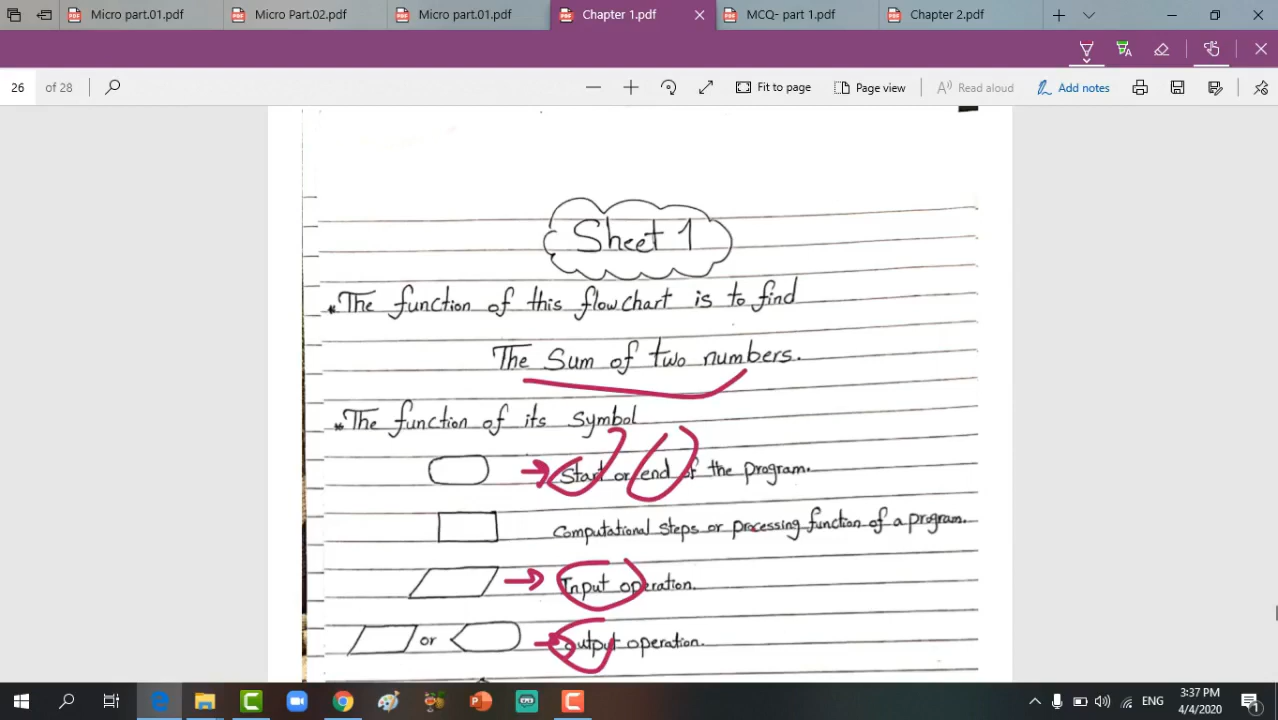 Micro part.01.pdf
Micro Part.02.pdf
Micro part.01.pdf
Chapter 1.pdf
MCQ- part 1.pdf
Chapter 2.pdf
26 of 28
Fit to page
Page view
Read aloud
Add notes
Sheet 1
* The function of this flowchart is to find
The Sum of two numbers.
* The function of its Symbol
Start or end of the program.
Computational steps or processing function of a program.
Input operation.
or output operation.
ENG
3:37 PM
4/4/2020
1